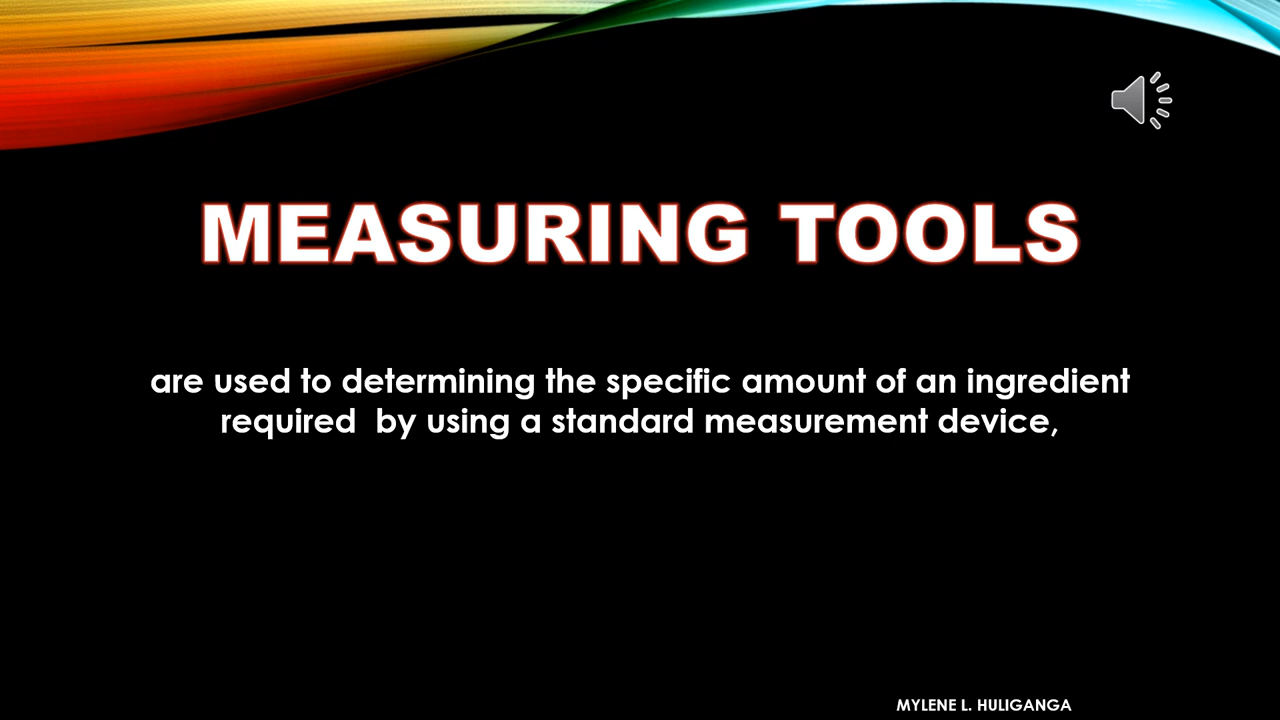 MEASURING TOOLS
are used to determining the specific amount of an ingredient
required  by using a standard measurement device,
MYLENE L. HULIGANGA